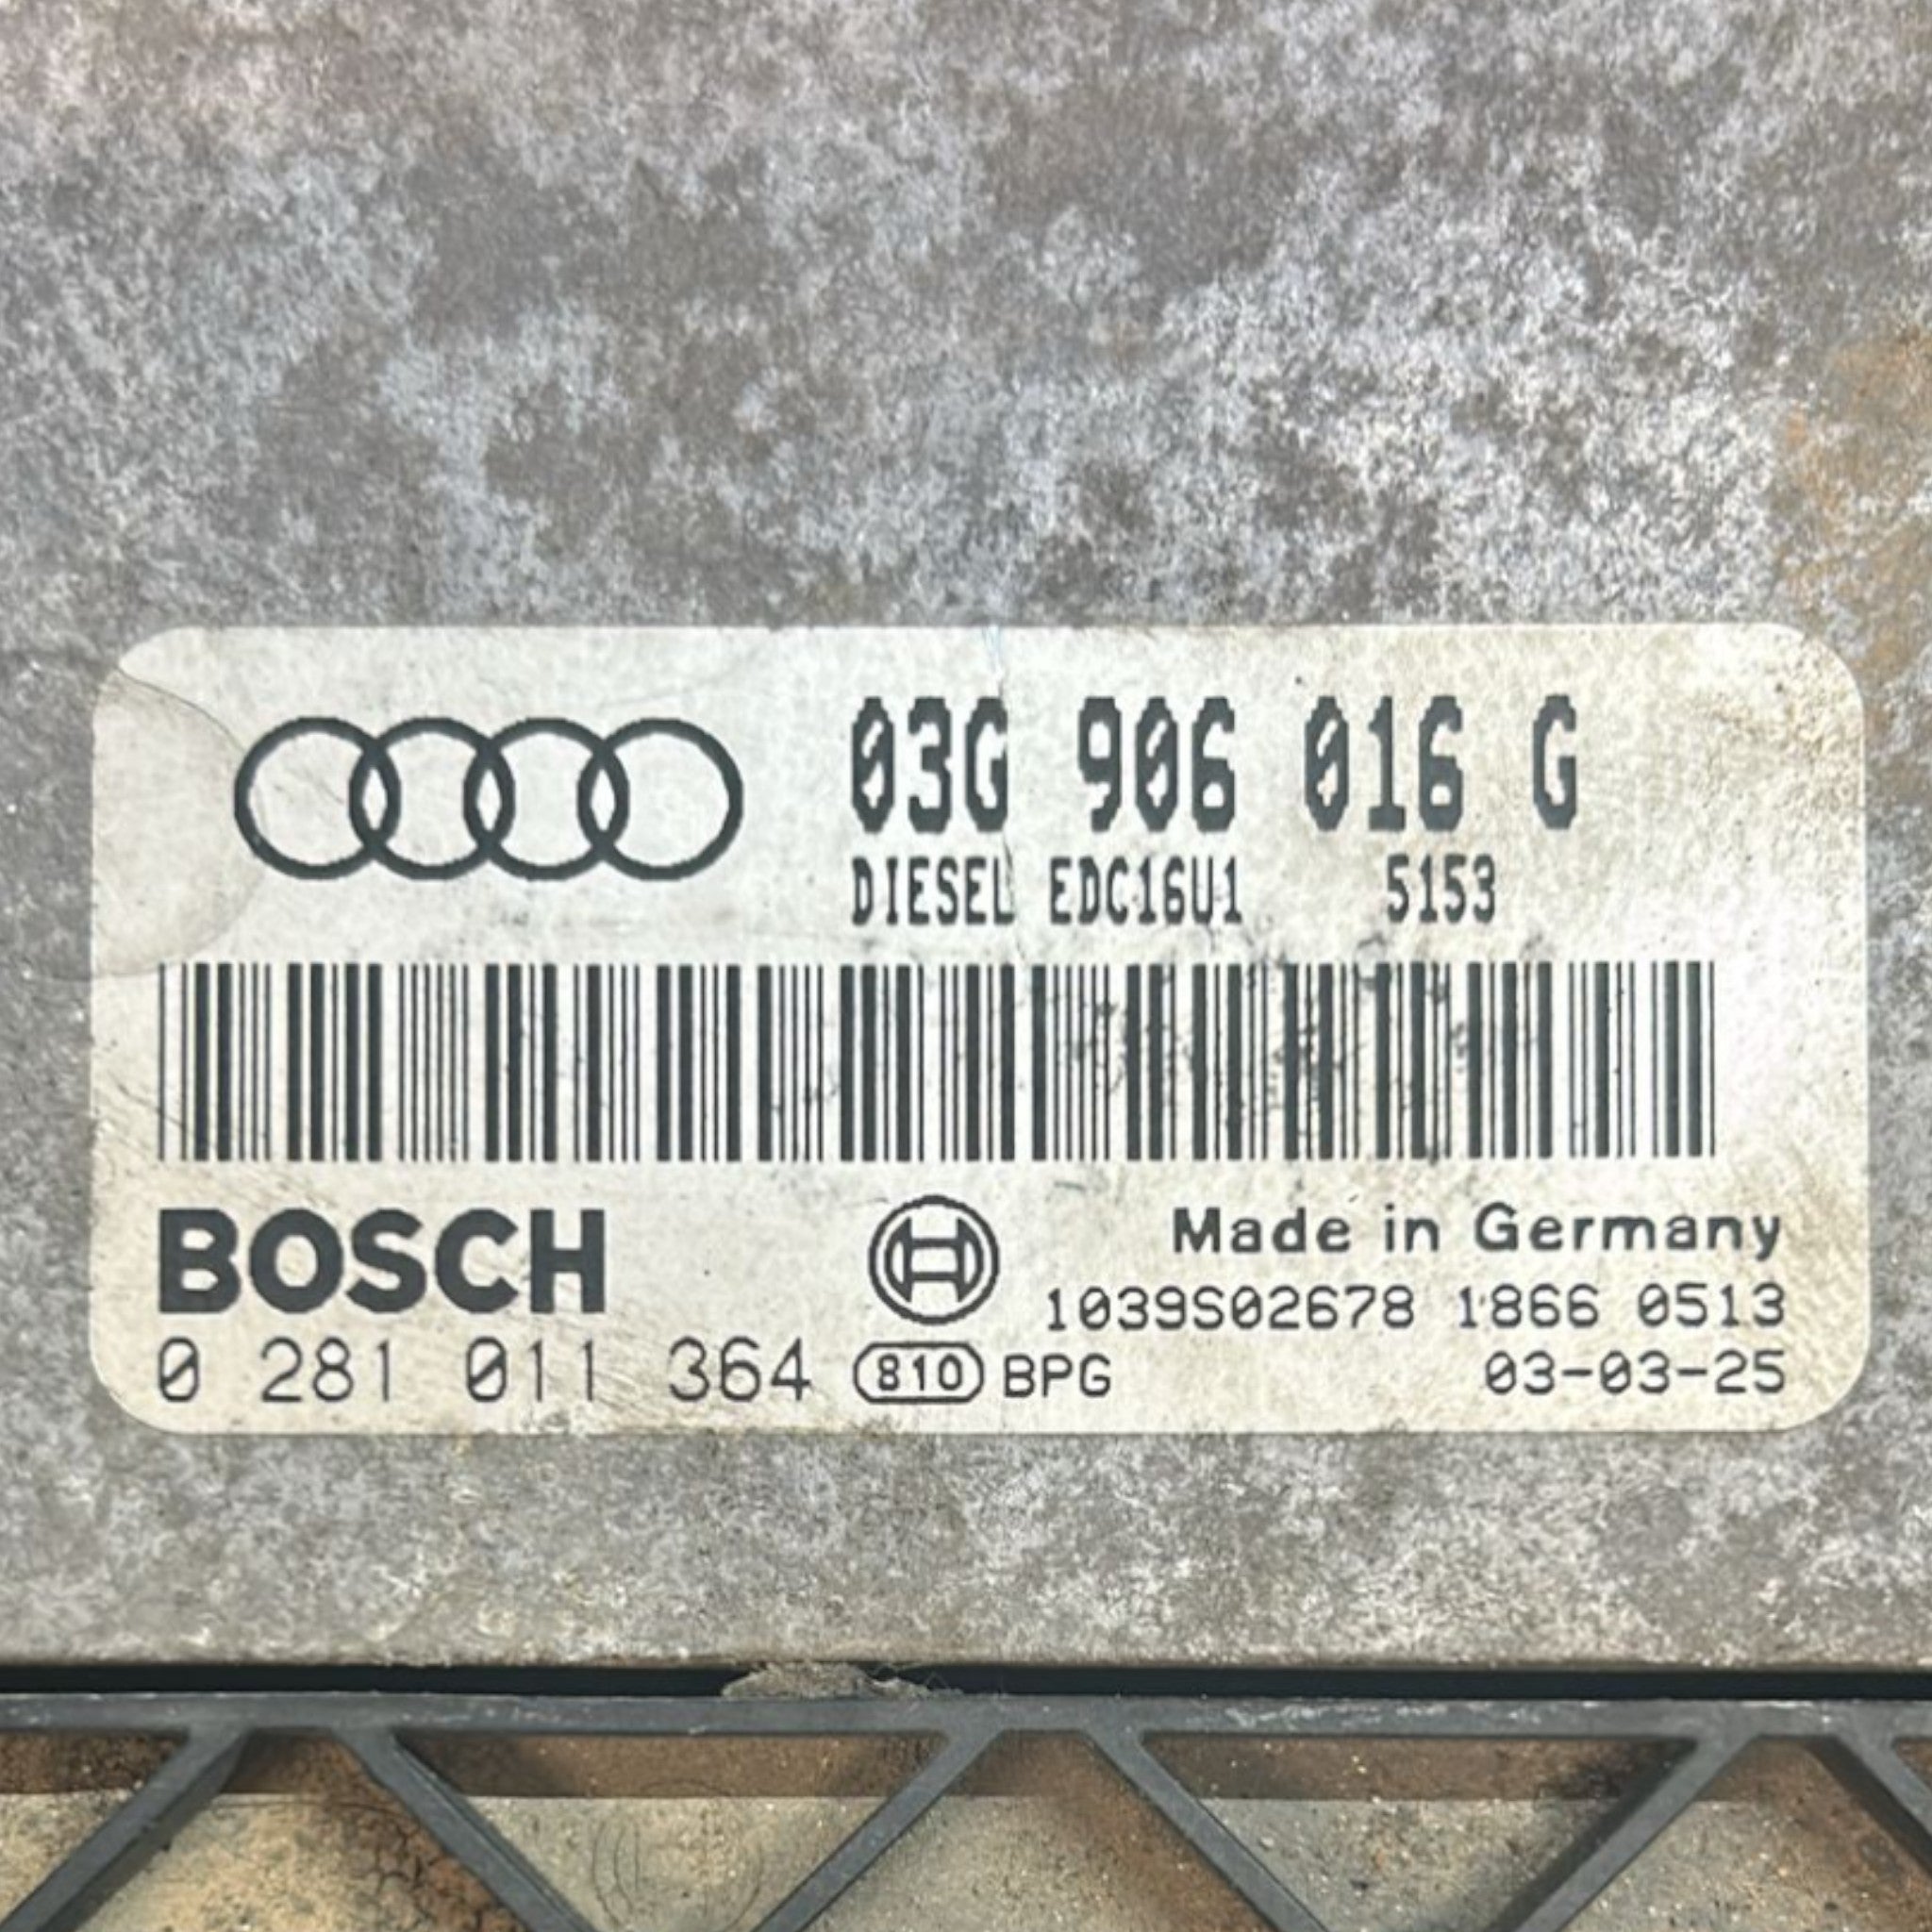 03G 906 016 G
DIESEL EDC16U1 5153
BOSCH
Made in Germany
1039S02678 1866 0513
0 281 011 364 810 BPG 03-03-25